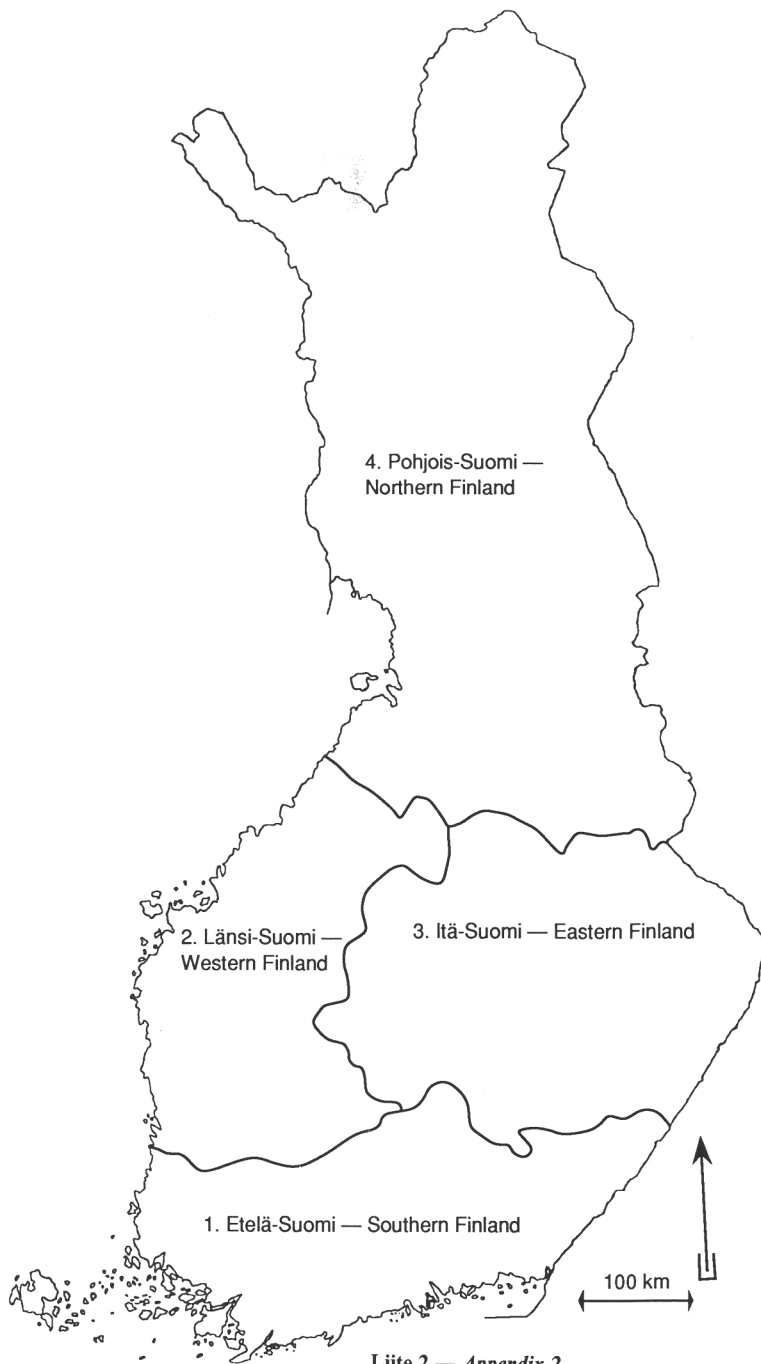 4. Pohjois-Suomi —
Northern Finland
2. Länsi-Suomi —
Western Finland
3. Itä-Suomi — Eastern Finland
1. Etelä-Suomi — Southern Finland
100 km
Liite 2 — Appendix 2